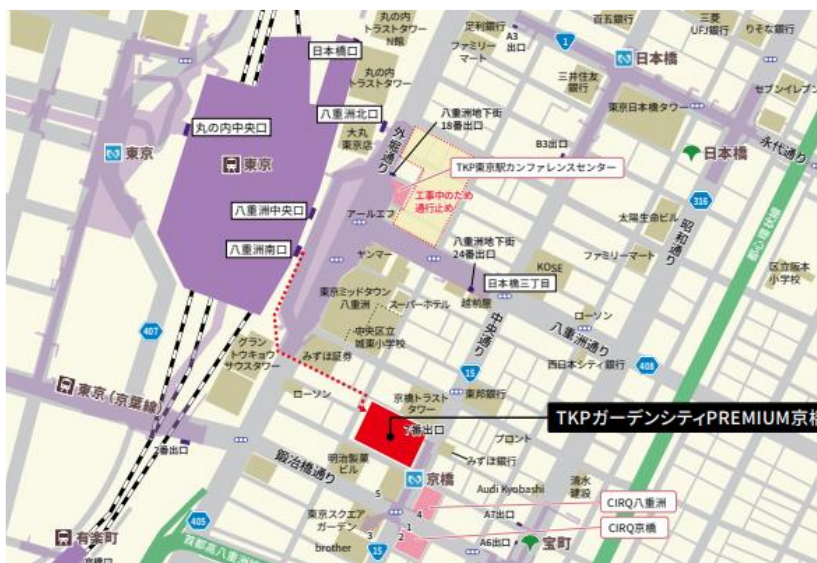 丸の内
トラストタワー
N館
日本橋口
丸の内
トラストタワー
足利銀行
A3
出口
ファミリー
マート
1
百五銀行
三菱
UFJ銀行
りそな銀行
日本橋
三井住友
銀行
セブンイレブン
東京日本橋タワー
丸の内中央口
八重洲北口
大丸
東京店
外堀通り
八重洲地下街
18番出口
B3出口
日本橋
永代通り
東京
東京
TKP東京駅カンファレンスセンター
工事中のため
通行止め
316
八重洲中央口
アールエフ
太陽生命ビル
昭和通り
都心環状線
八重洲南口
ヤンマー
八重洲地下街
24番出口
ファミリーマート
KOSE
日本橋三丁目
区立阪本
小学校
東京ミッドタウン
八重洲
スーパーホテル
越前屋
中央通り
ローソン
八重洲通り
407
中央区立
城東小学校
グラン
トウキョウ
サウスタワー
みずほ証券
15
西日本シティ銀行
408
東京(京葉線)
ローソン
京橋トラスト
タワー
東邦銀行
TKPガーデンシティPREMIUM京橋
7番出口
2番出口
鍛冶橋通り
明治製菓
ビル
ブロント
みずほ銀行
京橋
Audi Kyobashi
清水
建設
CIRQ八重洲
405
東京スクエア
ガーデン
5
4
3
1
2
A7出口
CIRQ京橋
有楽町
brother
15
A6出口
宝町